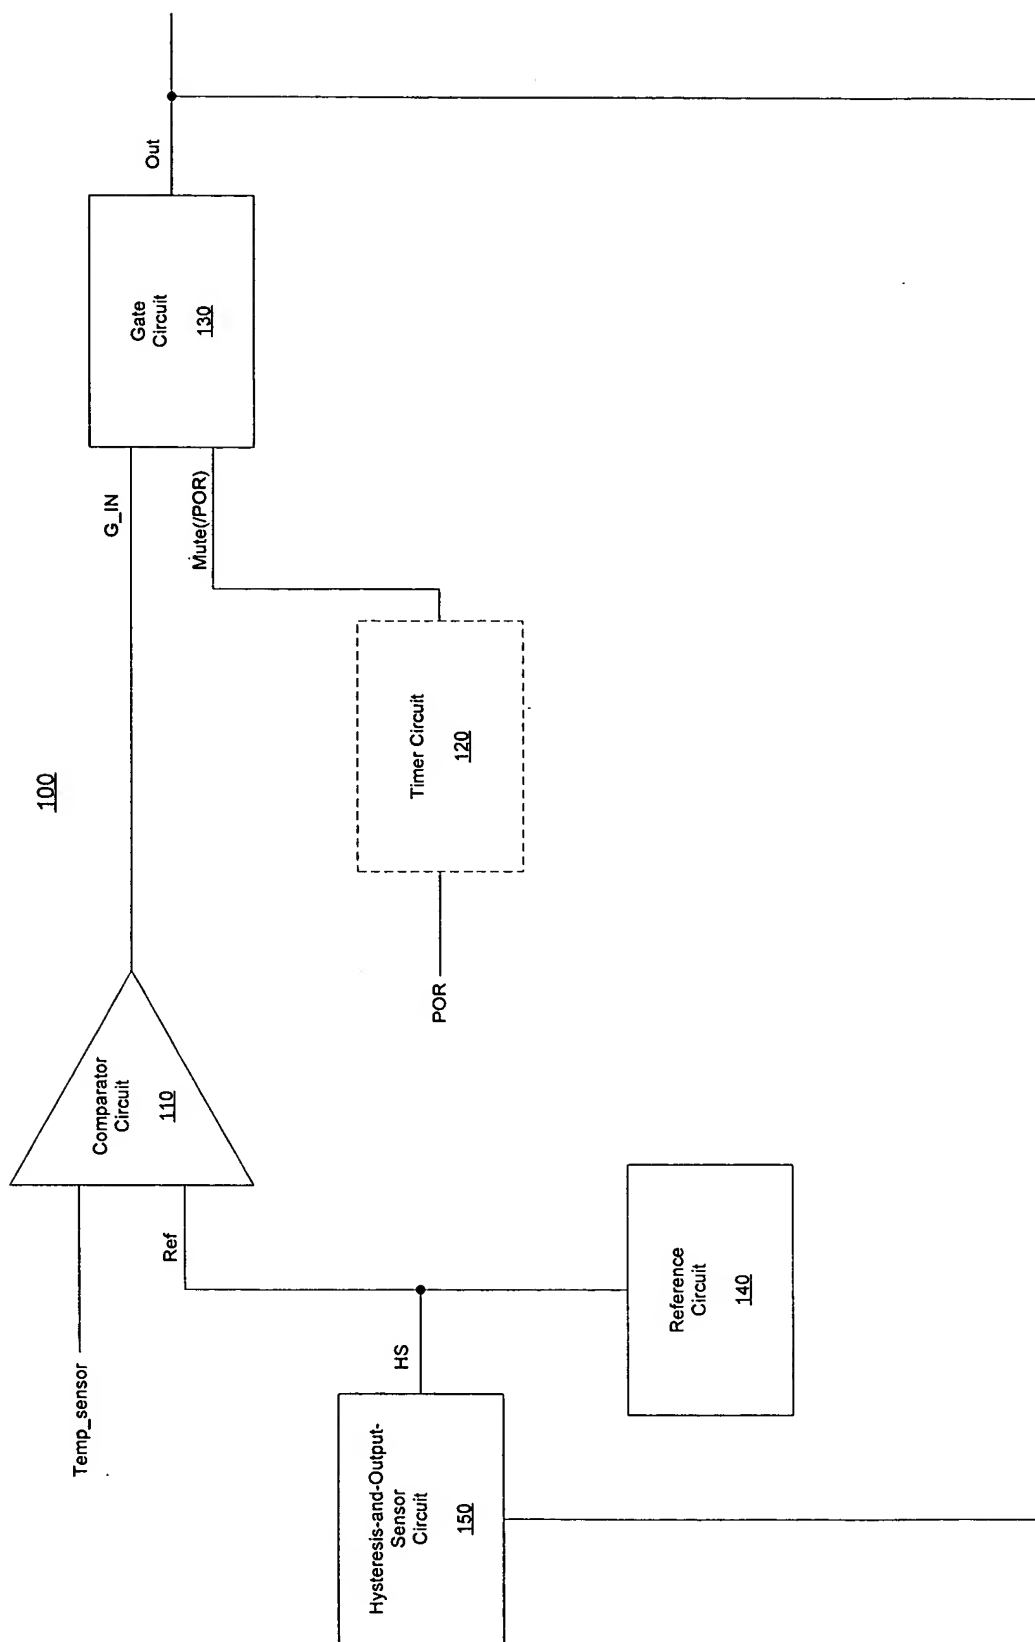 100
Temp_sensor
Comparator
Circuit
110
Ref
G_IN
Gate
Circuit
130
Out
Mute(/POR)
Timer Circuit
120
POR
HS
Hysteresis-and-Output-
Sensor
Circuit
150
Reference
Circuit
140